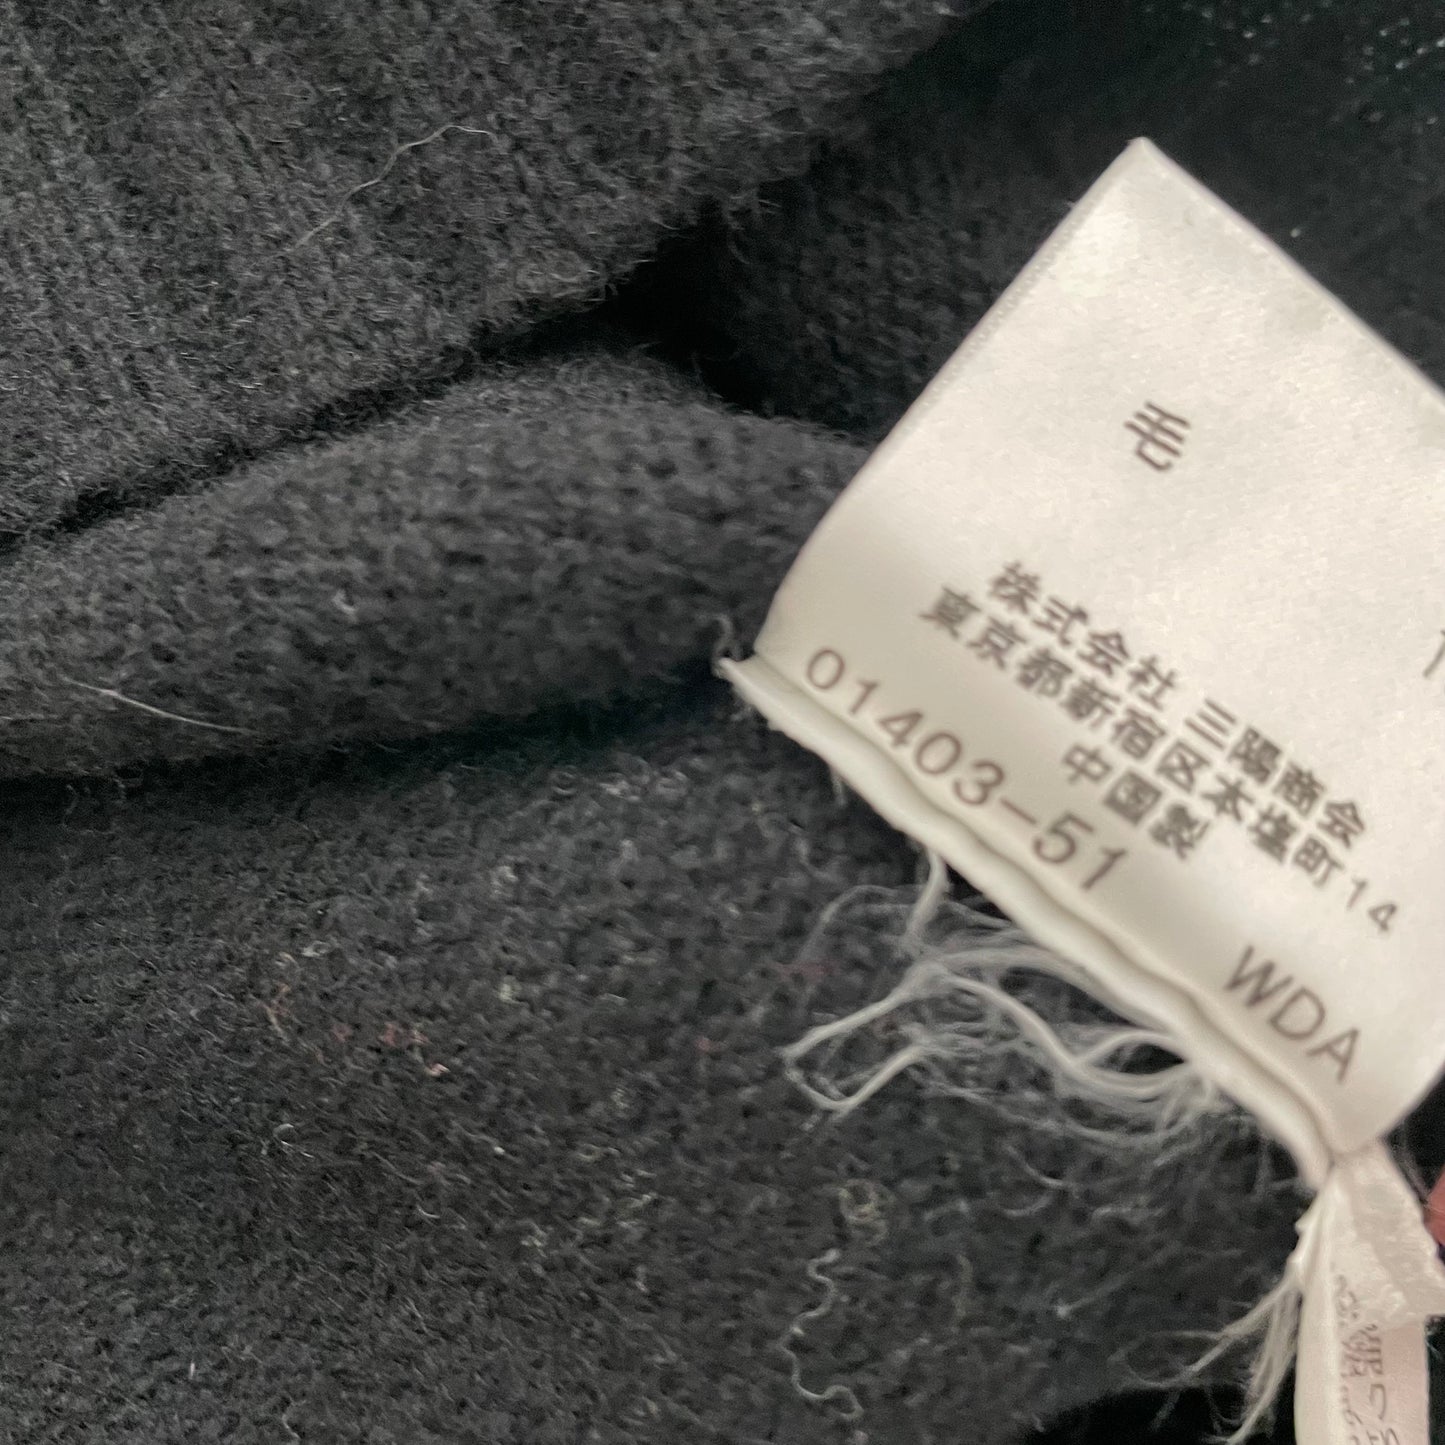 毛
株式会社 三陽商会
東京都新宿区本塩町14
中国製
01403-51
WDA